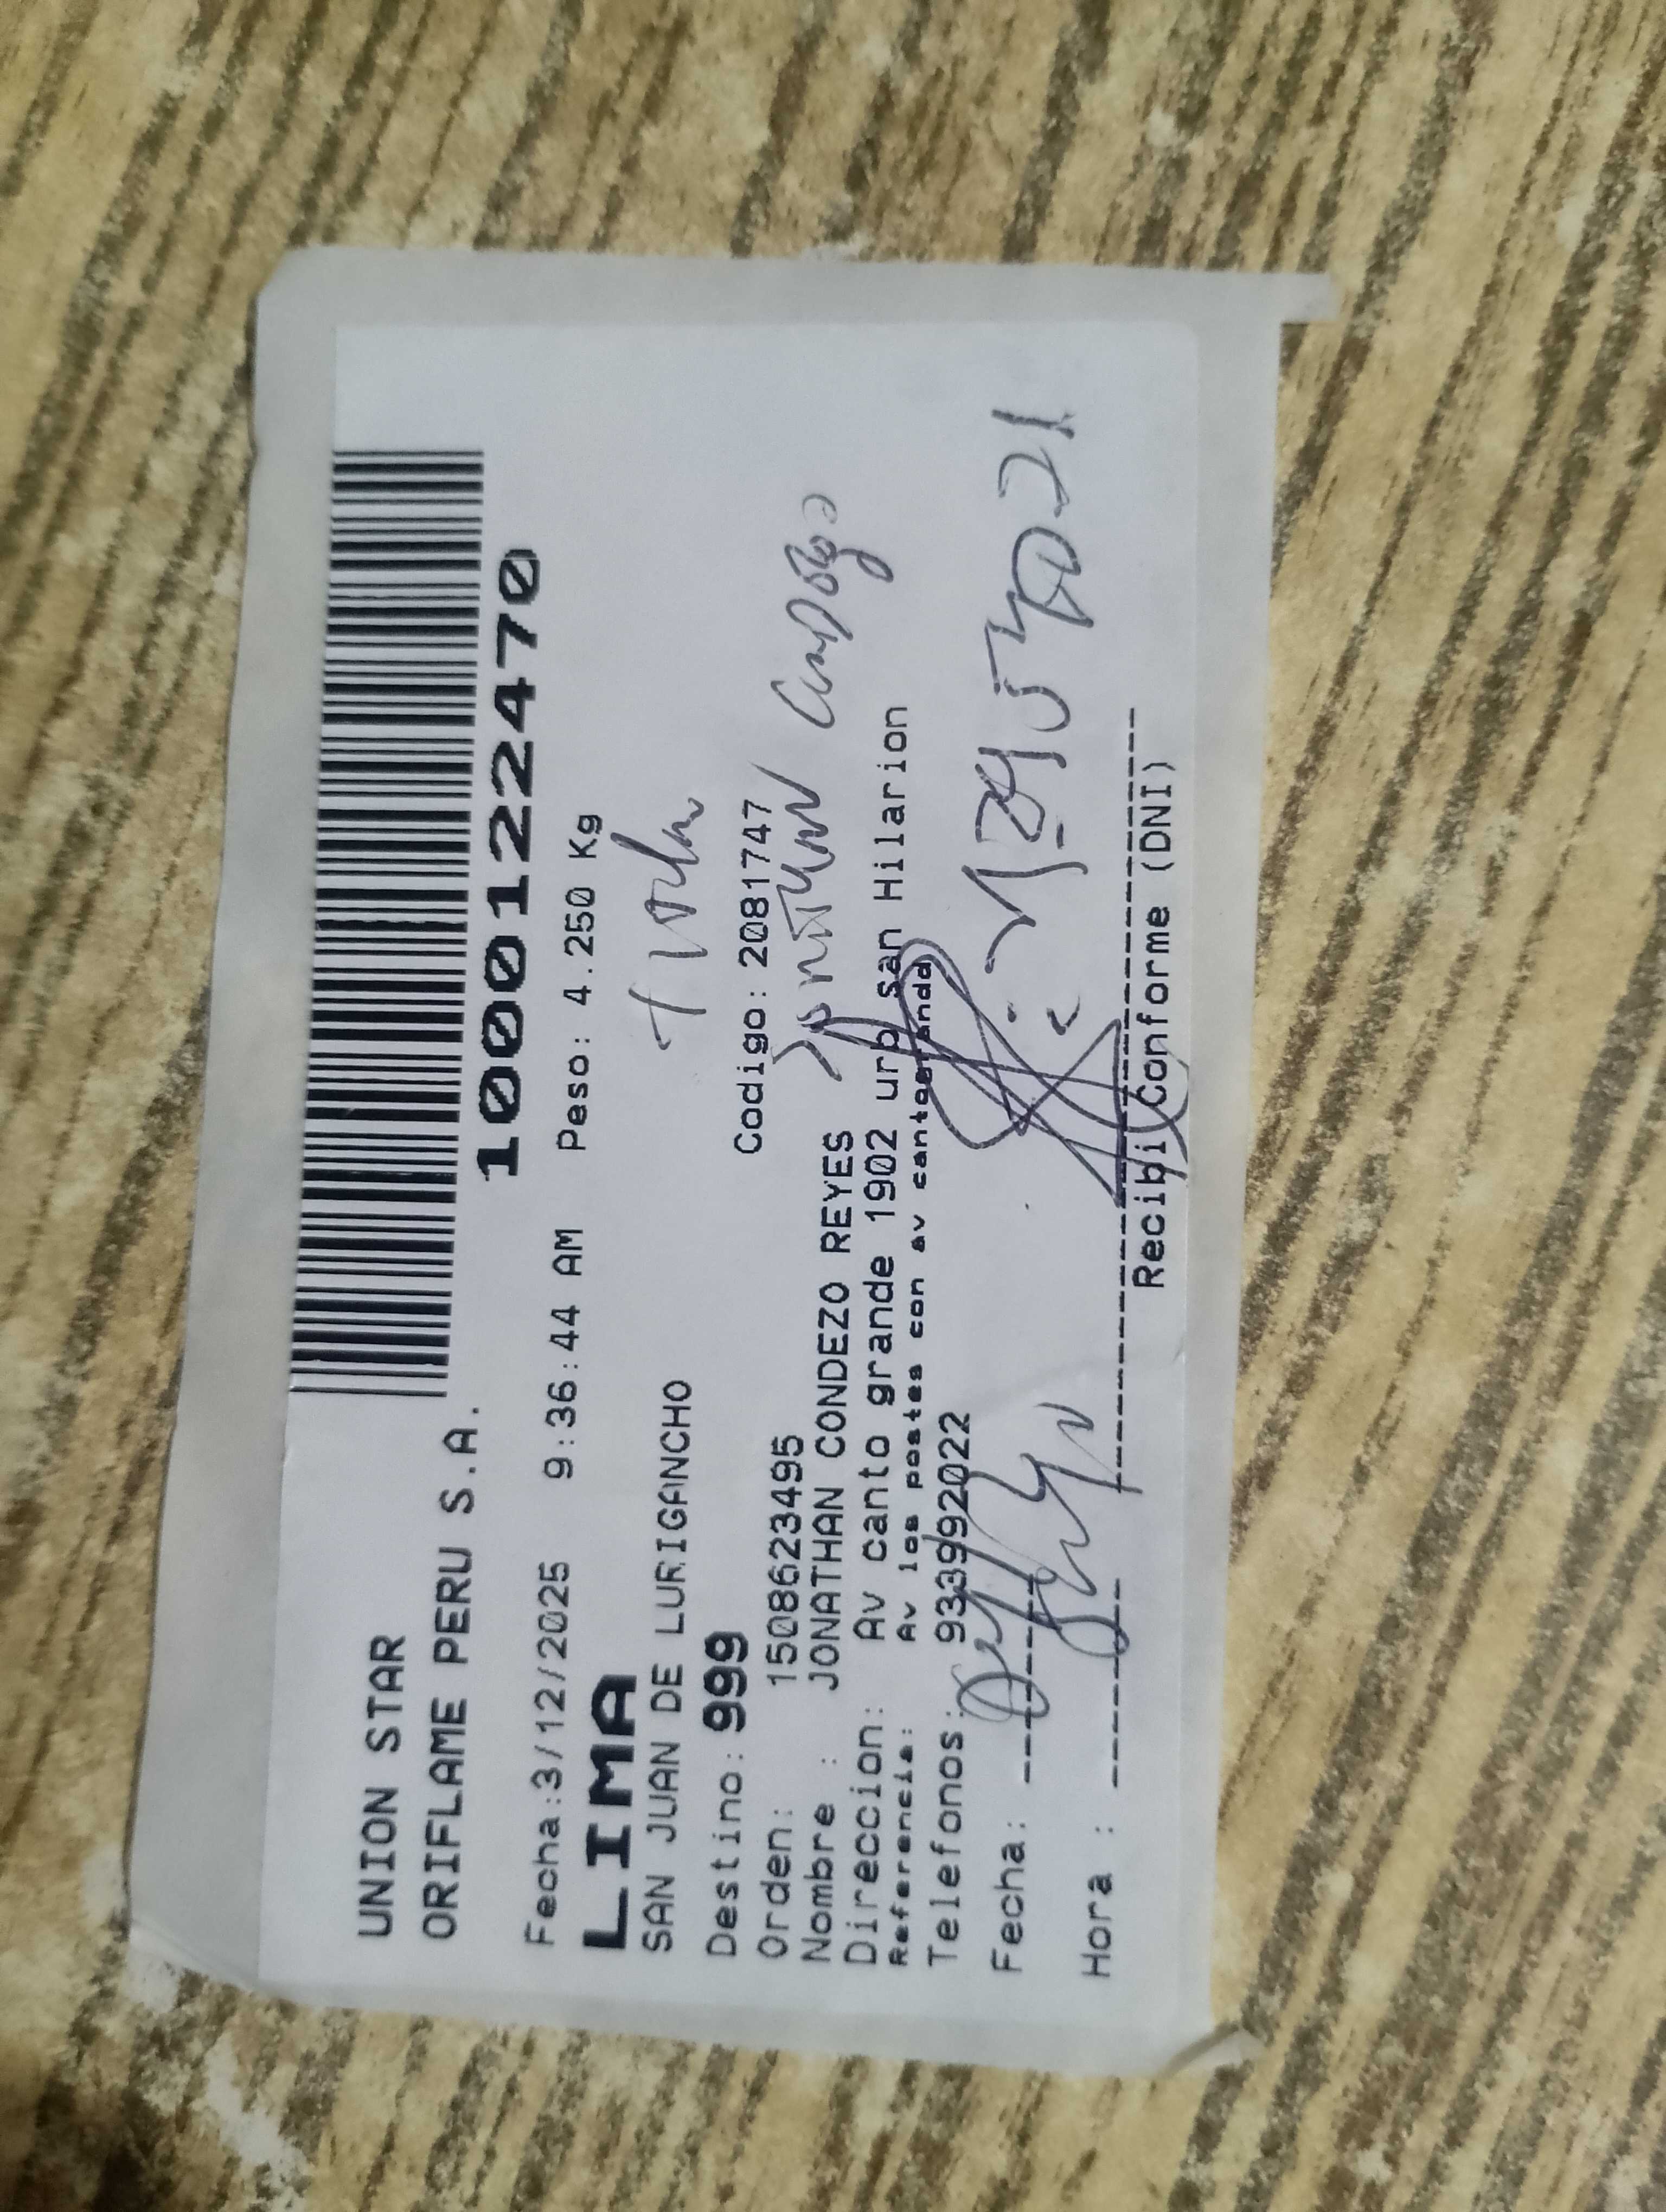 UNION STAR
ORIFLAME PERU S.A.
1000122470
Fecha:3/12/2025 9:36:44 AM Peso: 4.250 Kg
LIMA
SAN JUAN DE LURIGANCHO
Destino: 999
Orden: 1508623495 Codigo: 2081747
Nombre : JONATHAN CONDEZO REYES
Direccion: Av canto grande 1902 urb san Hilarion
Referencia: Av los postes con av canto grande
Telefonos: 933992022
Fecha:
Hora :
Recibi Conforme (DNI)